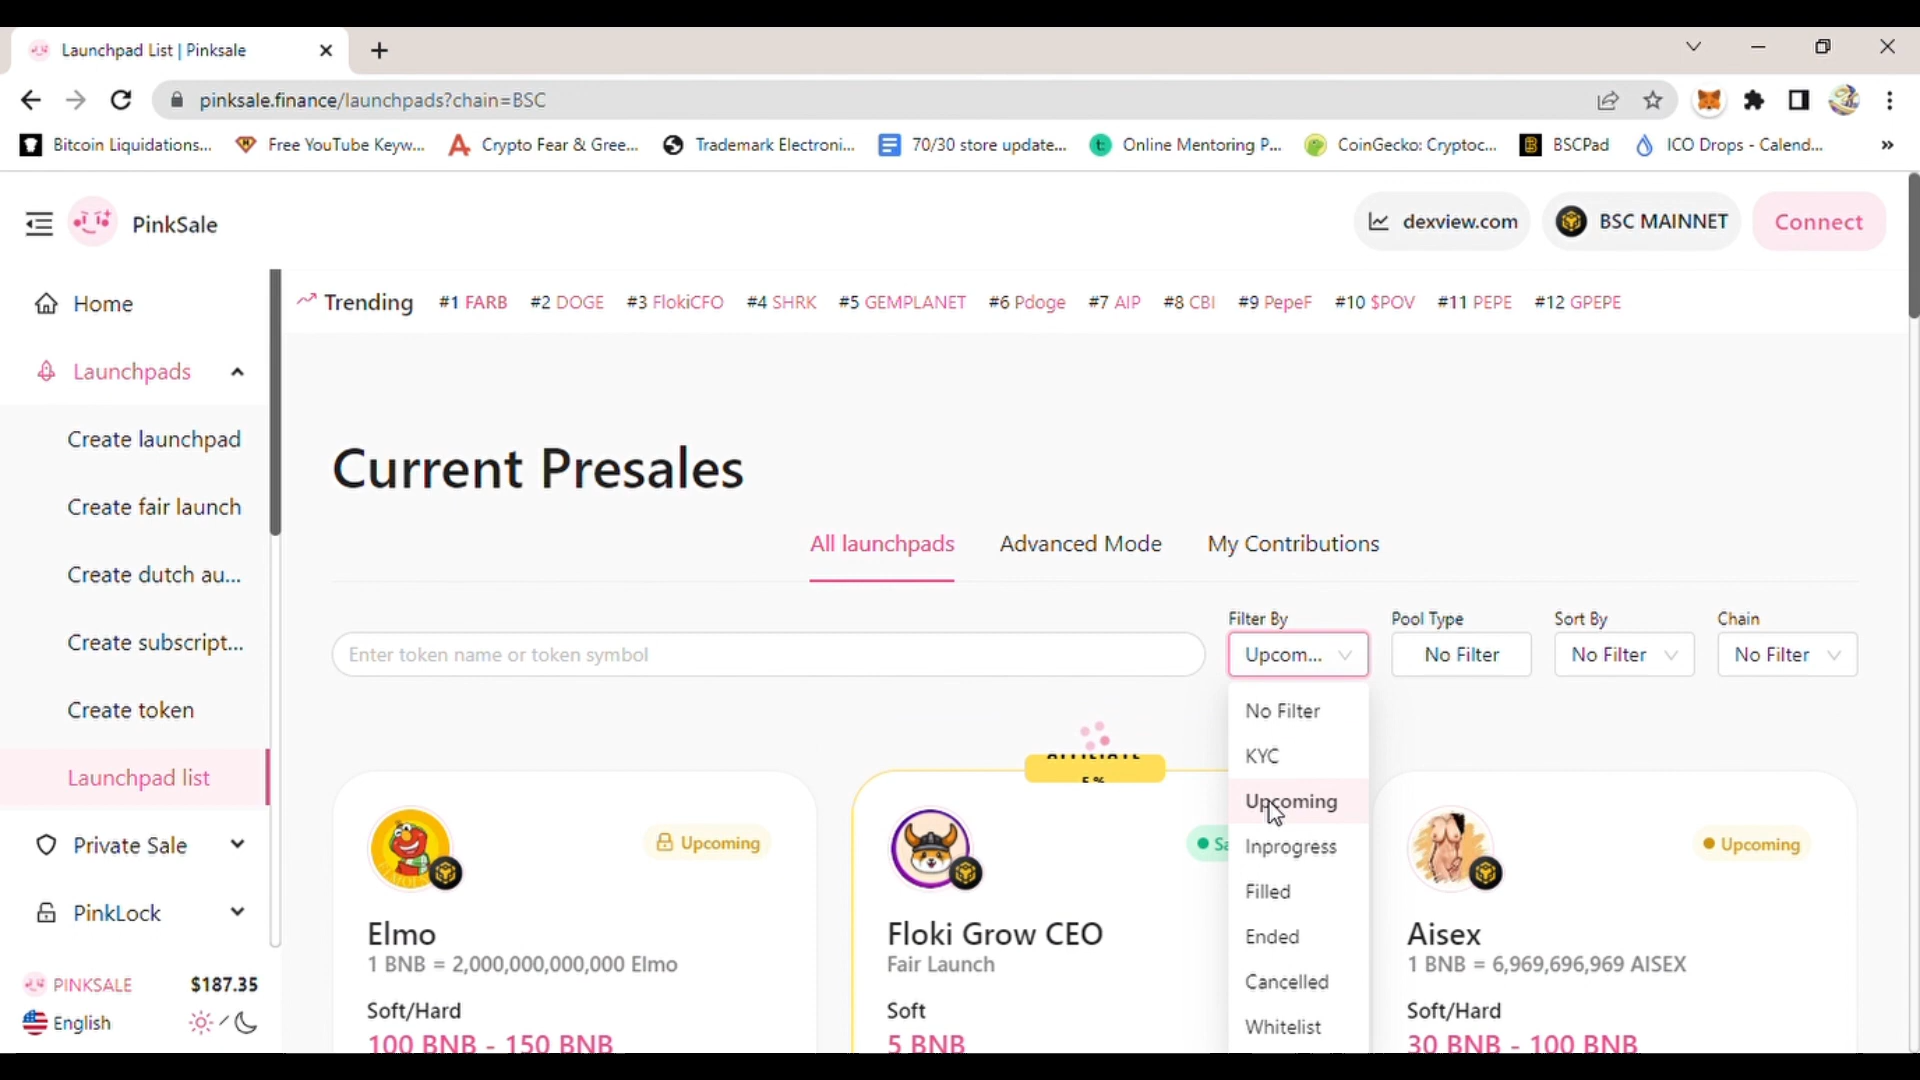 Launchpad List | Pinksale
pinksale.finance/launchpads?chain=BSC
Bitcoin Liquidations...
Free YouTube Keyw...
Crypto Fear & Gree...
Trademark Electroni...
70/30 store update...
Online Mentoring P...
CoinGecko: Cryptoc...
BSCPad
ICO Drops - Calend...
PinkSale
dexview.com
BSC MAINNET
Connect
Home
Launchpads
Create launchpad
Create fair launch
Create dutch au...
Create subscript...
Create token
Launchpad list
Private Sale
PinkLock
PINKSALE $187.35
English
Trending #1 FARB #2 DOGE #3 FlokiCFO #4 SHRK #5 GEMPLANET #6 Pdoge #7 AIP #8 CBI #9 PepeF #10 $POV #11 PEPE #12 GPEPE
Current Presales
All launchpads Advanced Mode My Contributions
Enter token name or token symbol
Filter By
Upcom...
Pool Type
No Filter
Sort By
No Filter
Chain
No Filter
No Filter
KYC
Upcoming
Inprogress
Filled
Ended
Cancelled
Whitelist
Upcoming
Elmo
1 BNB = 2,000,000,000,000 Elmo
Soft/Hard
100 BNB - 150 BNB
5 %
Sa
Floki Grow CEO
Fair Launch
Soft
5 BNB
Upcoming
Aisex
1 BNB = 6,969,696,969 AISEX
Soft/Hard
30 BNB - 100 BNB